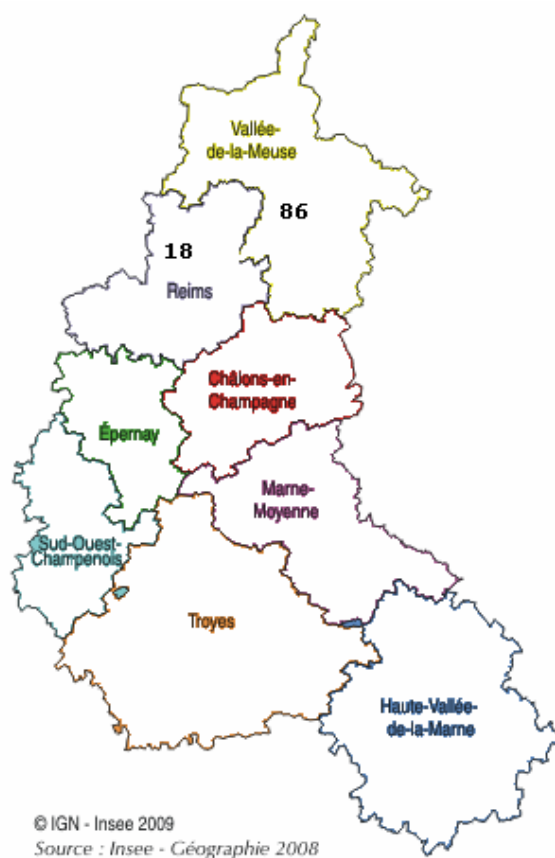 Vallée-
de-la-Meuse
86
18
Reims
Châlons-en-
Champagne
Épernay
Marne-
Moyenne
Sud-Ouest-
Champenois
Troyes
Haute-Vallée-
de-la-Marne
© IGN - Insee 2009
Source : Insee - Géographie 2008